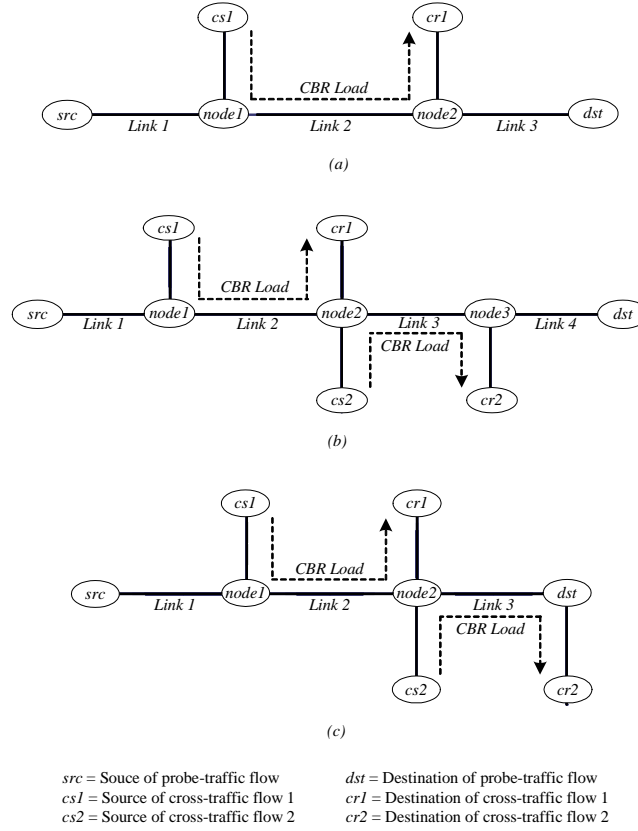 cs1 cr1
CBR Load
src node1 node2 dst
Link 1 Link 2 Link 3
(a)
cs1 cr1
CBR Load
src node1 node2 node3 dst
Link 1 Link 2 Link 3 Link 4
CBR Load
cs2 cr2
(b)
cs1 cr1
CBR Load
src node1 node2 dst
Link 1 Link 2 Link 3
CBR Load
cs2 cr2
(c)
src = Souce of probe-traffic flow dst = Destination of probe-traffic flow
cs1 = Source of cross-traffic flow 1 cr1 = Destination of cross-traffic flow 1
cs2 = Source of cross-traffic flow 2 cr2 = Destination of cross-traffic flow 2